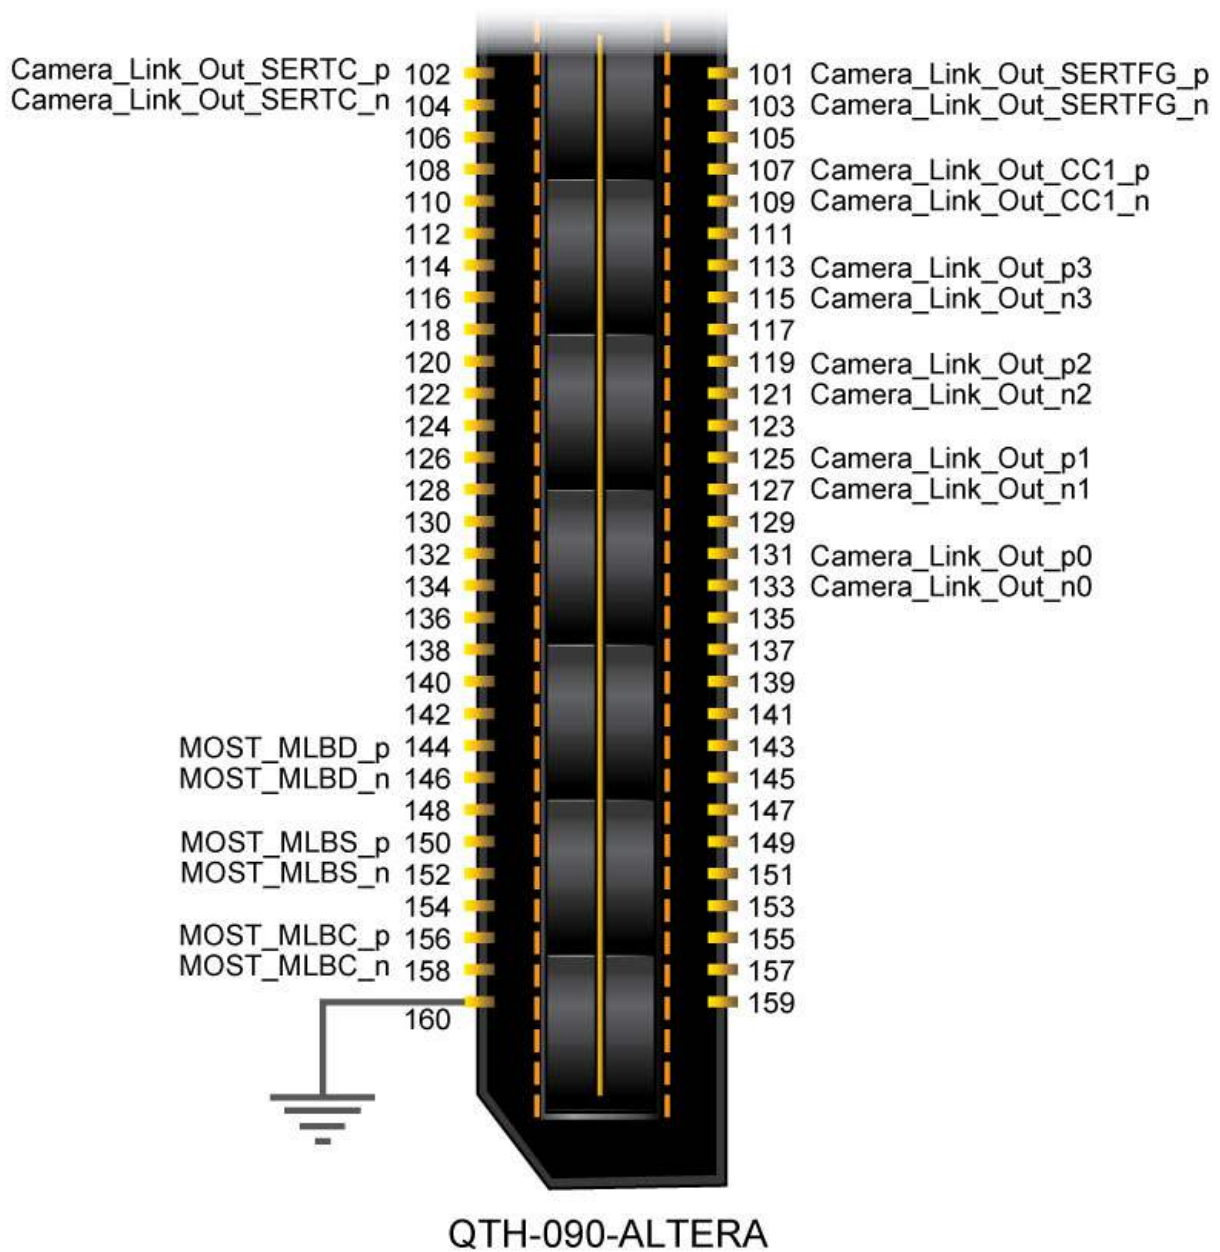 Camera_Link_Out_SERTC_p 102 101 Camera_Link_Out_SERTFG_p
Camera_Link_Out_SERTC_n 104 103 Camera_Link_Out_SERTFG_n
106 105
108 107 Camera_Link_Out_CC1_p
110 109 Camera_Link_Out_CC1_n
112 111
114 113 Camera_Link_Out_p3
116 115 Camera_Link_Out_n3
118 117
120 119 Camera_Link_Out_p2
122 121 Camera_Link_Out_n2
124 123
126 125 Camera_Link_Out_p1
128 127 Camera_Link_Out_n1
130 129
132 131 Camera_Link_Out_p0
134 133 Camera_Link_Out_n0
136 135
138 137
140 139
142 141
MOST_MLBD_p 144 143
MOST_MLBD_n 146 145
148 147
MOST_MLBS_p 150 149
MOST_MLBS_n 152 151
154 153
MOST_MLBC_p 156 155
MOST_MLBC_n 158 157
160 159
QTH-090-ALTERA